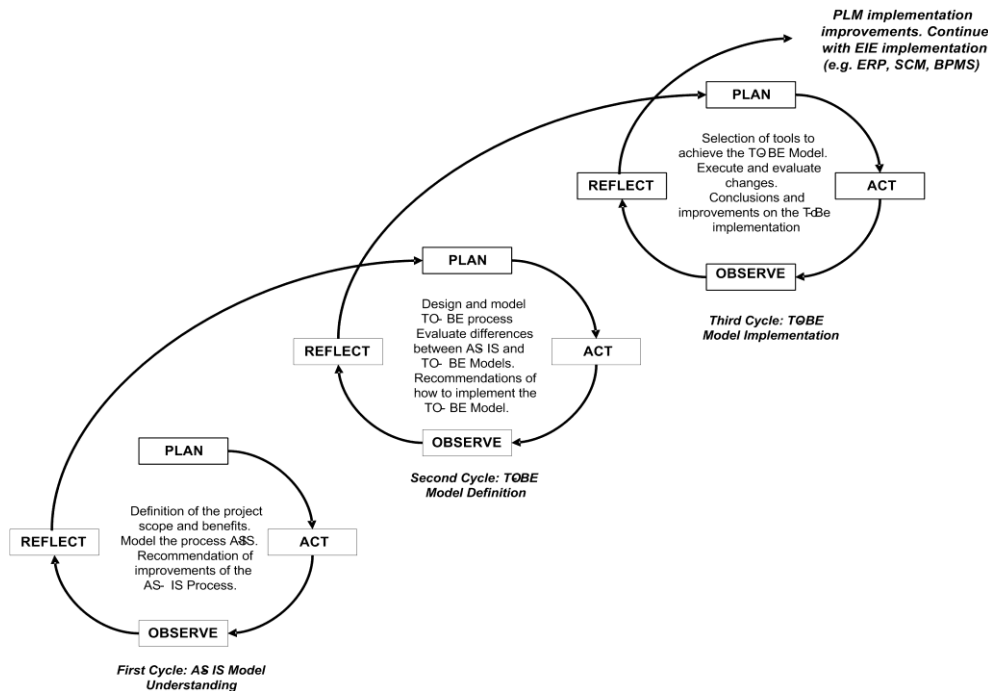 PLM implementation
improvements. Continue
with EIE implementation
(e.g. ERP, SCM, BPMS)
PLAN
Selection of tools to
achieve the TO-BE Model.
Execute and evaluate
changes.
Conclusions and
improvements on the To-Be
implementation
REFLECT
ACT
OBSERVE
Third Cycle: TO-BE
Model Implementation
PLAN
Design and model
TO- BE process
Evaluate differences
between AS- IS and
TO- BE Models.
Recommendations of
how to implement the
TO- BE Model.
REFLECT
ACT
OBSERVE
Second Cycle: TO-BE
Model Definition
PLAN
Definition of the project
scope and benefits.
Model the process AS-IS.
Recommendation of
improvements of the
AS- IS Process.
REFLECT
ACT
OBSERVE
First Cycle: AS- IS Model
Understanding